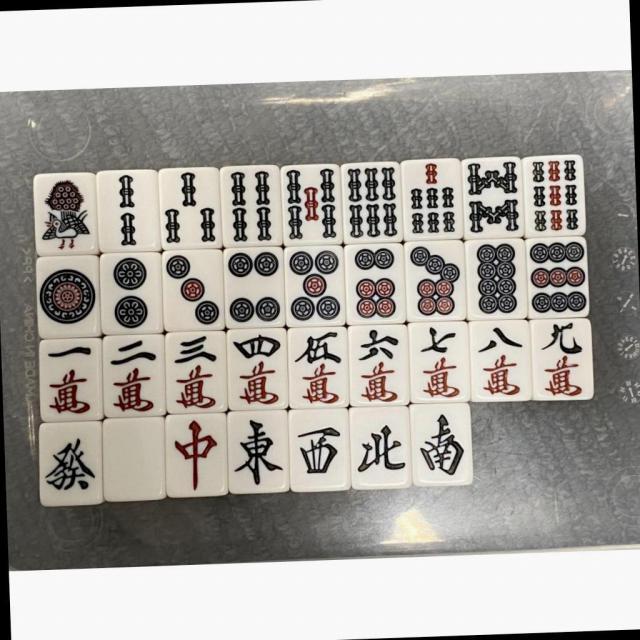 一 二 三 四 伍 六 七 八 九
萬 萬 萬 萬 萬 萬 萬 萬 萬
發 中 東 西 北 南